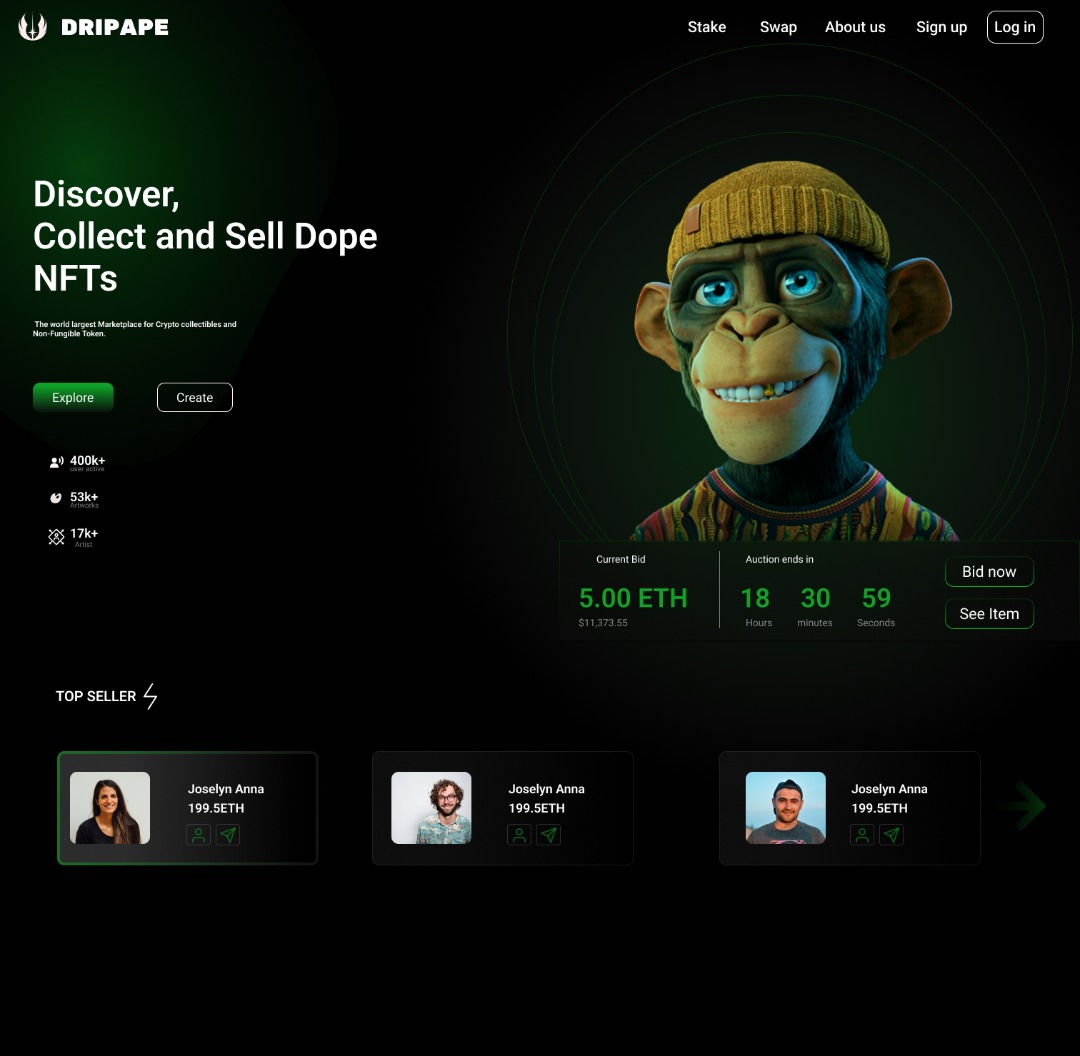 DRIPAPE
Stake
Swap
About us
Sign up
Log in
Discover,
Collect and Sell Dope
NFTs
The world largest Marketplace for Crypto collectibles and
Non-Fungible Token.
Explore
Create
400k+
user active
53k+
Artworks
17k+
Artist
Current Bid
5.00 ETH
$11,373.55
Auction ends in
18
30
59
Hours
minutes
Seconds
Bid now
See Item
TOP SELLER
Joselyn Anna
199.5ETH
Joselyn Anna
199.5ETH
Joselyn Anna
199.5ETH